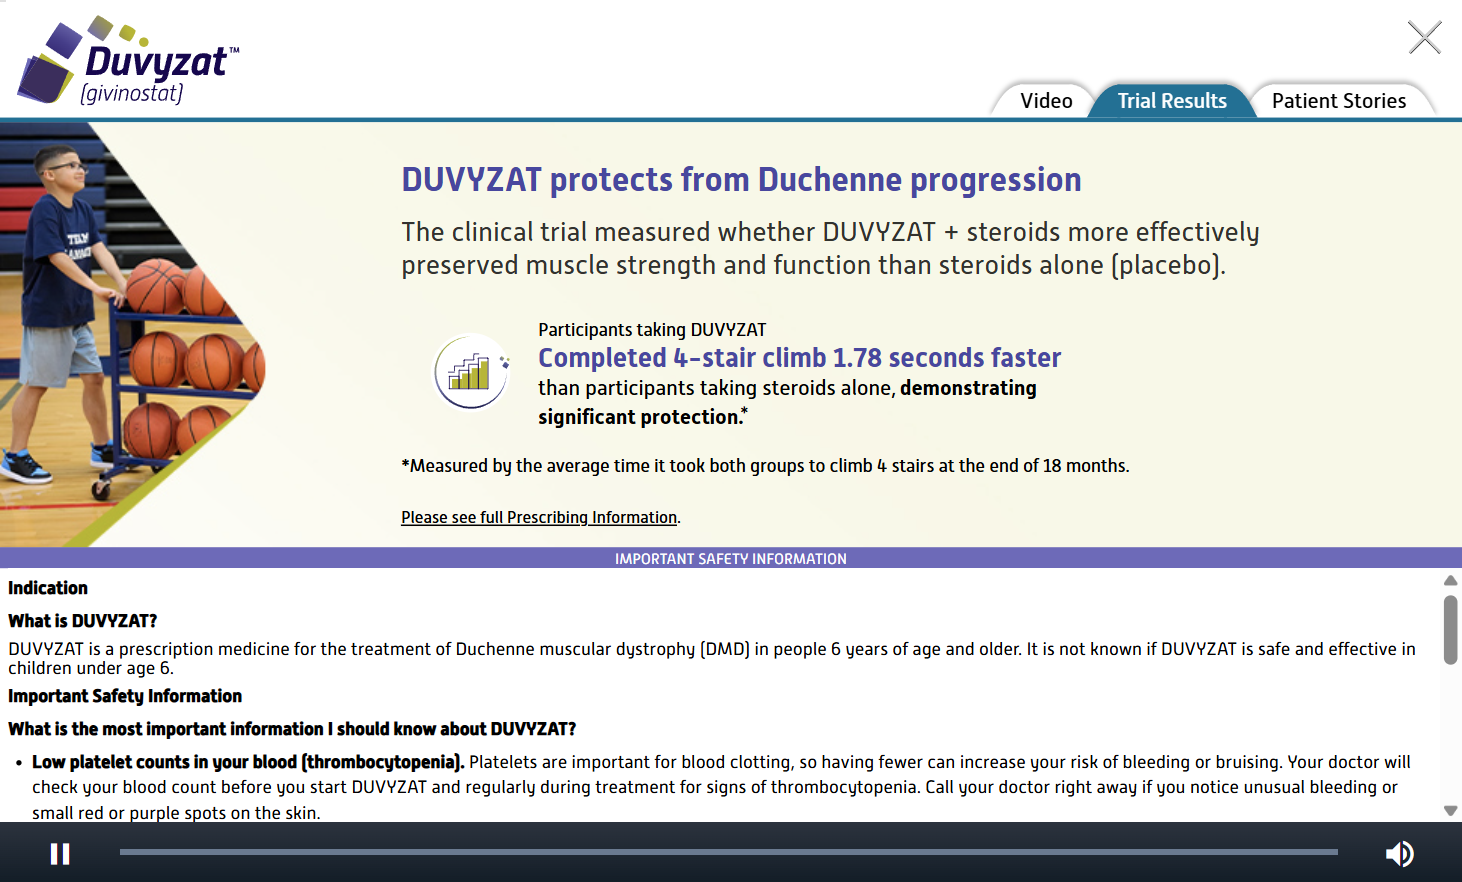 Duvyzat™
(givinostat)
Video
Trial Results
Patient Stories
DUVYZAT protects from Duchenne progression
The clinical trial measured whether DUVYZAT + steroids more effectively
preserved muscle strength and function than steroids alone (placebo).
Participants taking DUVYZAT
Completed 4-stair climb 1.78 seconds faster
than participants taking steroids alone, demonstrating
significant protection.*
*Measured by the average time it took both groups to climb 4 stairs at the end of 18 months.
Please see full Prescribing Information.
IMPORTANT SAFETY INFORMATION
Indication
What is DUVYZAT?
DUVYZAT is a prescription medicine for the treatment of Duchenne muscular dystrophy (DMD) in people 6 years of age and older. It is not known if DUVYZAT is safe and effective in
children under age 6.
Important Safety Information
What is the most important information I should know about DUVYZAT?
• Low platelet counts in your blood (thrombocytopenia). Platelets are important for blood clotting, so having fewer can increase your risk of bleeding or bruising. Your doctor will
check your blood count before you start DUVYZAT and regularly during treatment for signs of thrombocytopenia. Call your doctor right away if you notice unusual bleeding or
small red or purple spots on the skin.